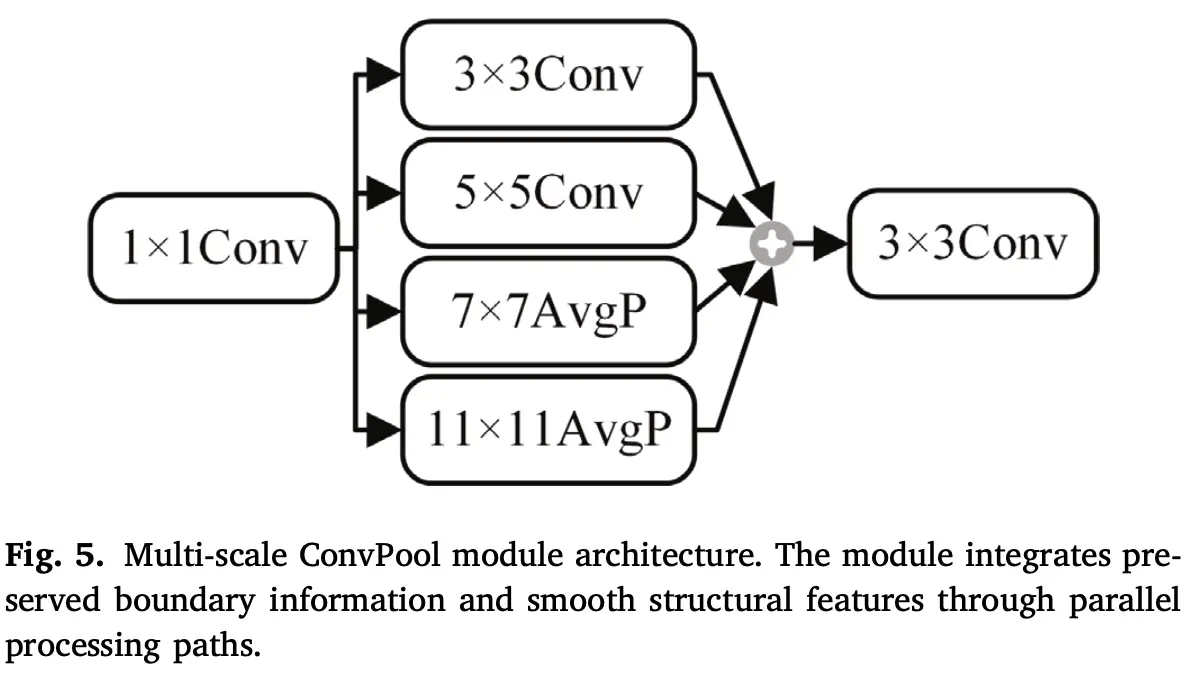 3×3Conv
5×5Conv
1×1Conv
3×3Conv
7×7AvgP
11×11AvgP
Fig. 5. Multi-scale ConvPool module architecture. The module integrates pre-
served boundary information and smooth structural features through parallel
processing paths.